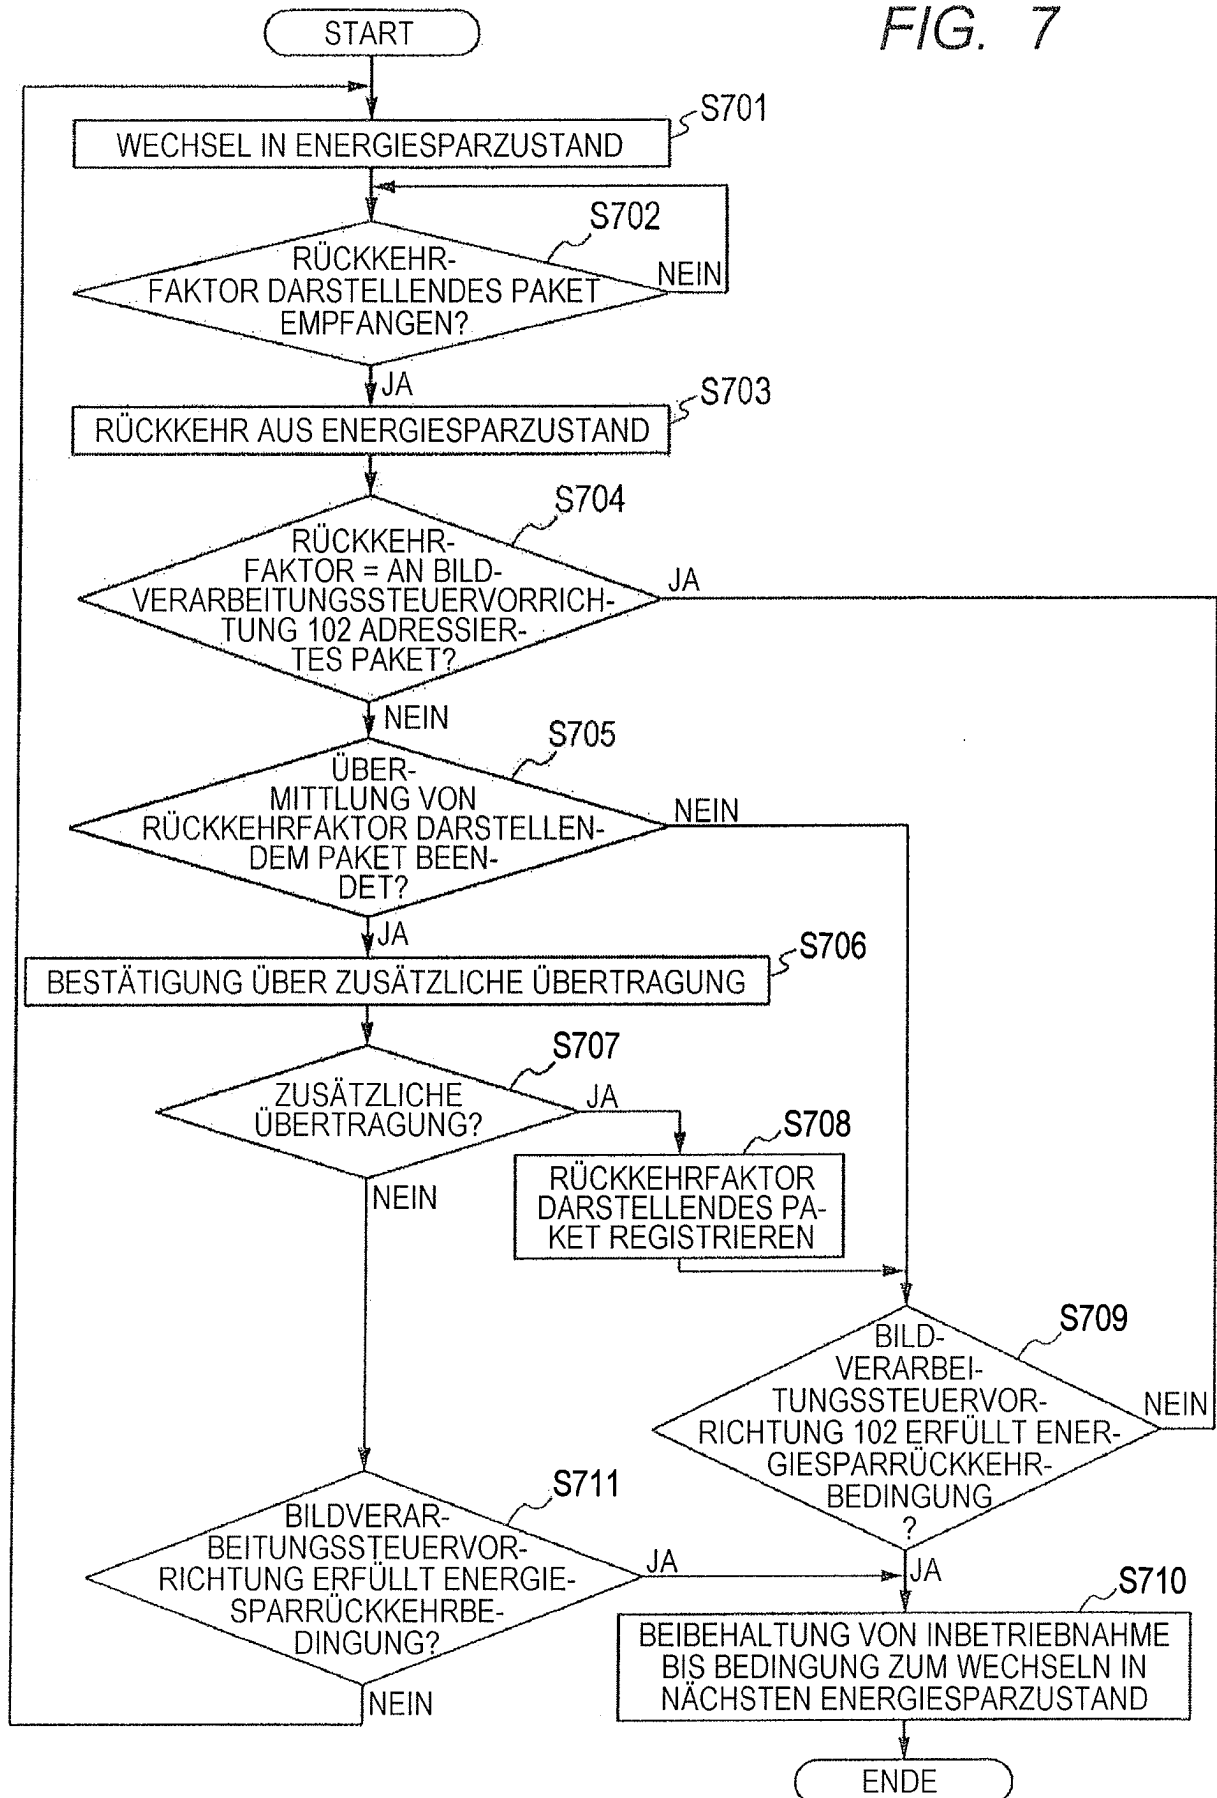 FIG. 7
START
S701
WECHSEL IN ENERGIESPARZUSTAND
S702
RÜCKKEHR-
FAKTOR DARSTELLENDES PAKET
EMPFANGEN?
NEIN
JA
S703
RÜCKKEHR AUS ENERGIESPARZUSTAND
S704
RÜCKKEHR-
FAKTOR = AN BILD-
VERARBEITUNGSSTEUERVORRICH-
TUNG 102 ADRESSIER-
TES PAKET?
JA
NEIN
S705
ÜBER-
MITTLUNG VON
RÜCKKEHRFAKTOR DARSTELLEN-
DEM PAKET BEEN-
DET?
NEIN
JA
S706
BESTÄTIGUNG ÜBER ZUSÄTZLICHE ÜBERTRAGUNG
S707
ZUSÄTZLICHE
ÜBERTRAGUNG?
JA
NEIN
S708
RÜCKKEHRFAKTOR
DARSTELLENDES PA-
KET REGISTRIEREN
S709
BILD-
VERARBEI-
TUNGSSTEUERVOR-
RICHTUNG 102 ERFÜLLT ENER-
GIESPARRÜCKKEHR-
BEDINGUNG
?
NEIN
JA
S711
BILDVERAR-
BEITUNGSSTEUERVOR-
RICHTUNG ERFÜLLT ENERGIE-
SPARRÜCKKEHRBE-
DINGUNG?
JA
NEIN
S710
BEIBEHALTUNG VON INBETRIEBNAHME
BIS BEDINGUNG ZUM WECHSELN IN
NÄCHSTEN ENERGIESPARZUSTAND
ENDE